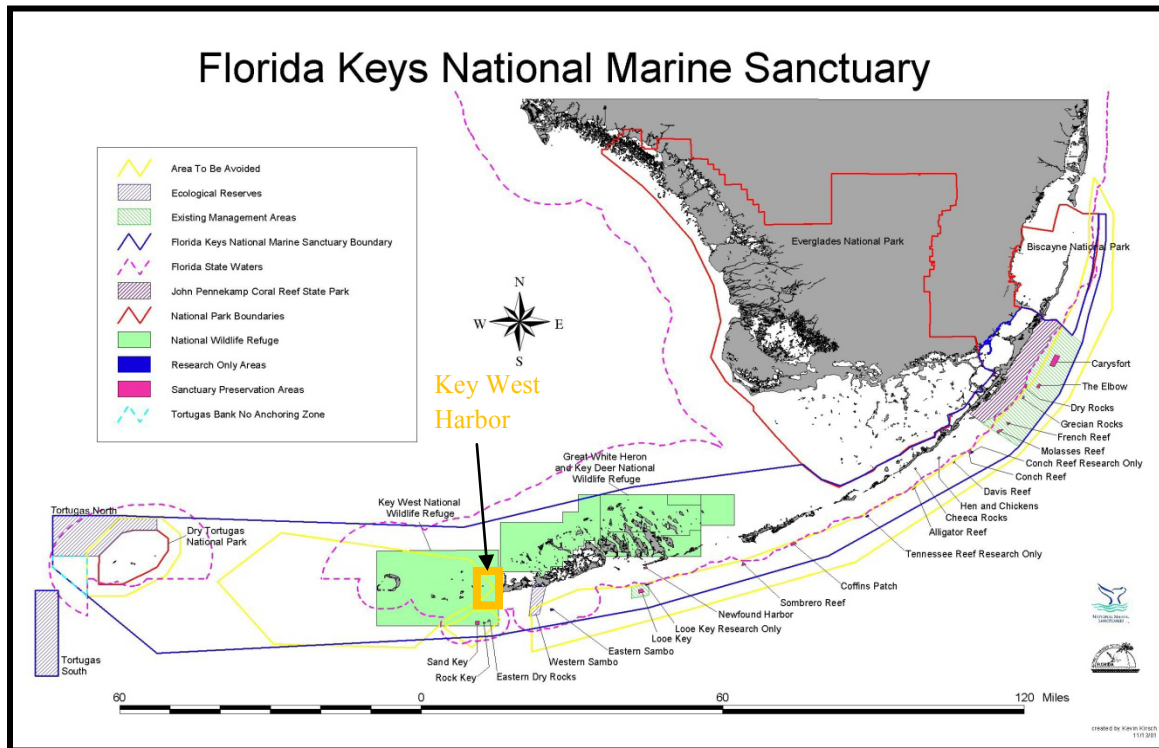 Florida Keys National Marine Sanctuary
Area To Be Avoided
Ecological Reserves
Existing Management Areas
Florida Keys National Marine Sanctuary Boundary
Florida State Waters
John Pennekamp Coral Reef State Park
National Park Boundaries
National Wildlife Refuge
Research Only Areas
Sanctuary Preservation Areas
Tortugas Bank No Anchoring Zone
N
W
E
S
Everglades National Park
Biscayne National Park
Key West
Harbor
Carysfort
The Elbow
Dry Rocks
Grecian Rocks
French Reef
Molasses Reef
Conch Reef Research Only
Conch Reef
Davis Reef
Hen and Chickens
Cheeca Rocks
Alligator Reef
Tennessee Reef Research Only
Coffins Patch
Sombrero Reef
Newfound Harbor
Looe Key Research Only
Looe Key
Eastern Sambo
Western Sambo
Eastern Dry Rocks
Rock Key
Sand Key
Great White Heron
and Key Deer National
Wildlife Refuge
Key West National
Wildlife Refuge
Tortugas North
Dry Tortugas
National Park
Tortugas
South
NATIONAL MARINE
SANCTUARIES
60
0
60
120
Miles
created by Kevin Kirsch
11/13/01